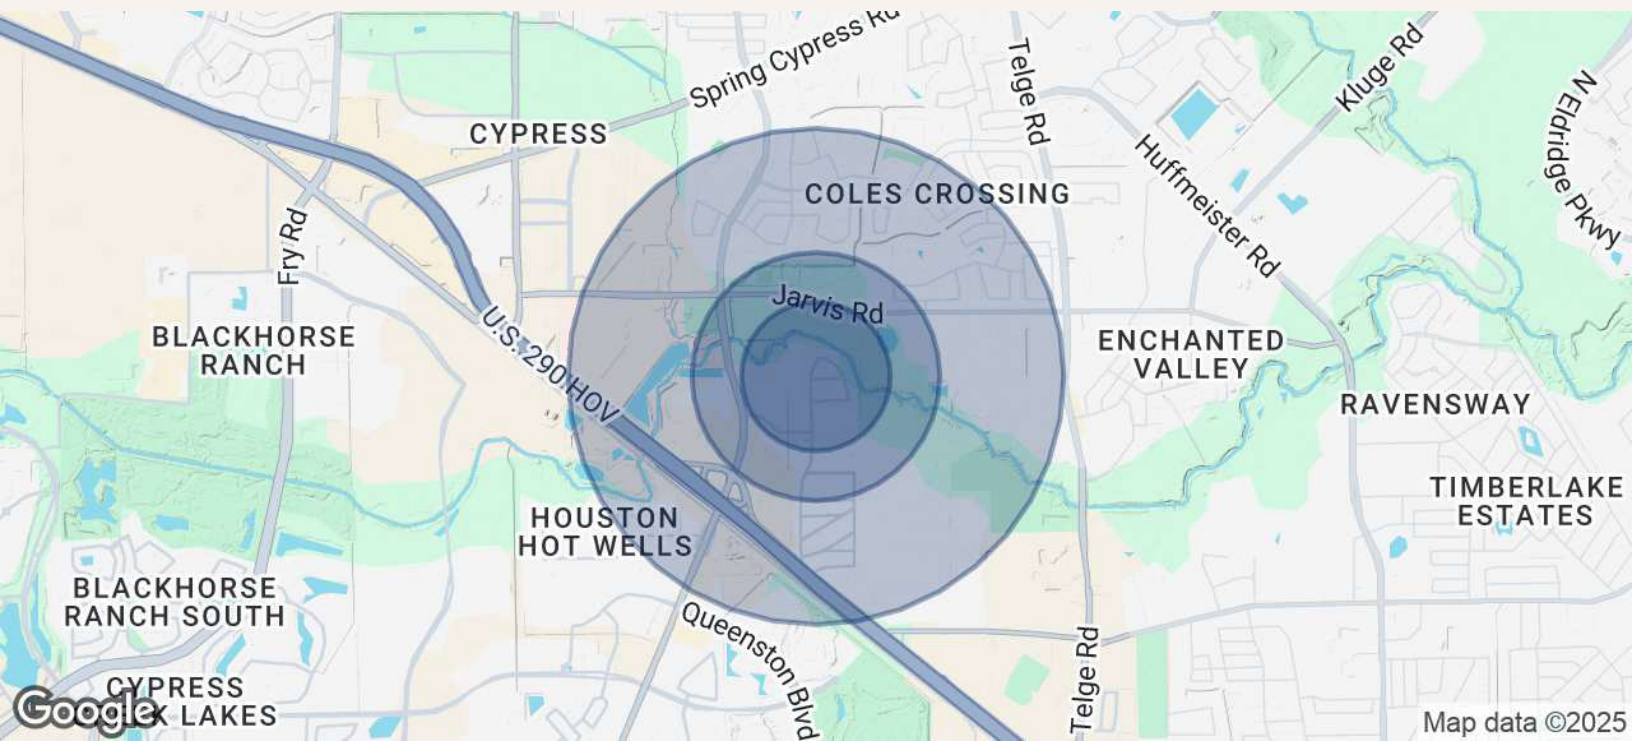 Spring Cypress Rd
Telge Rd
Kluge Rd
N Eldridge Pkwy
CYPRESS
Huffmeister Rd
COLES CROSSING
Fry Rd
Jarvis Rd
BLACKHORSE
RANCH
U.S. 290 HOV
ENCHANTED
VALLEY
RAVENSWAY
TIMBERLAKE
ESTATES
HOUSTON
HOT WELLS
BLACKHORSE
RANCH SOUTH
Queenston Blvd
Telge Rd
CYPRESS
LAKES
Google
Map data ©2025